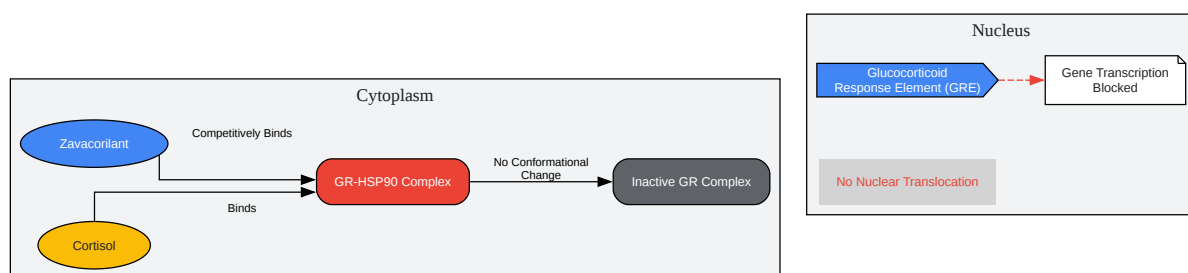 Nucleus
Glucocorticoid
Response Element (GRE)
Gene Transcription
Blocked
No Nuclear Translocation
Cytoplasm
Zavacorilant
Competitively Binds
GR-HSP90 Complex
No Conformational
Change
Inactive GR Complex
Binds
Cortisol